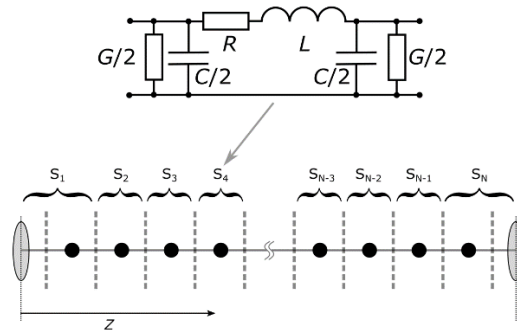 R L
G/2 C/2 C/2 G/2
S1 S2 S3 S4 SN-3 SN-2 SN-1 SN
z